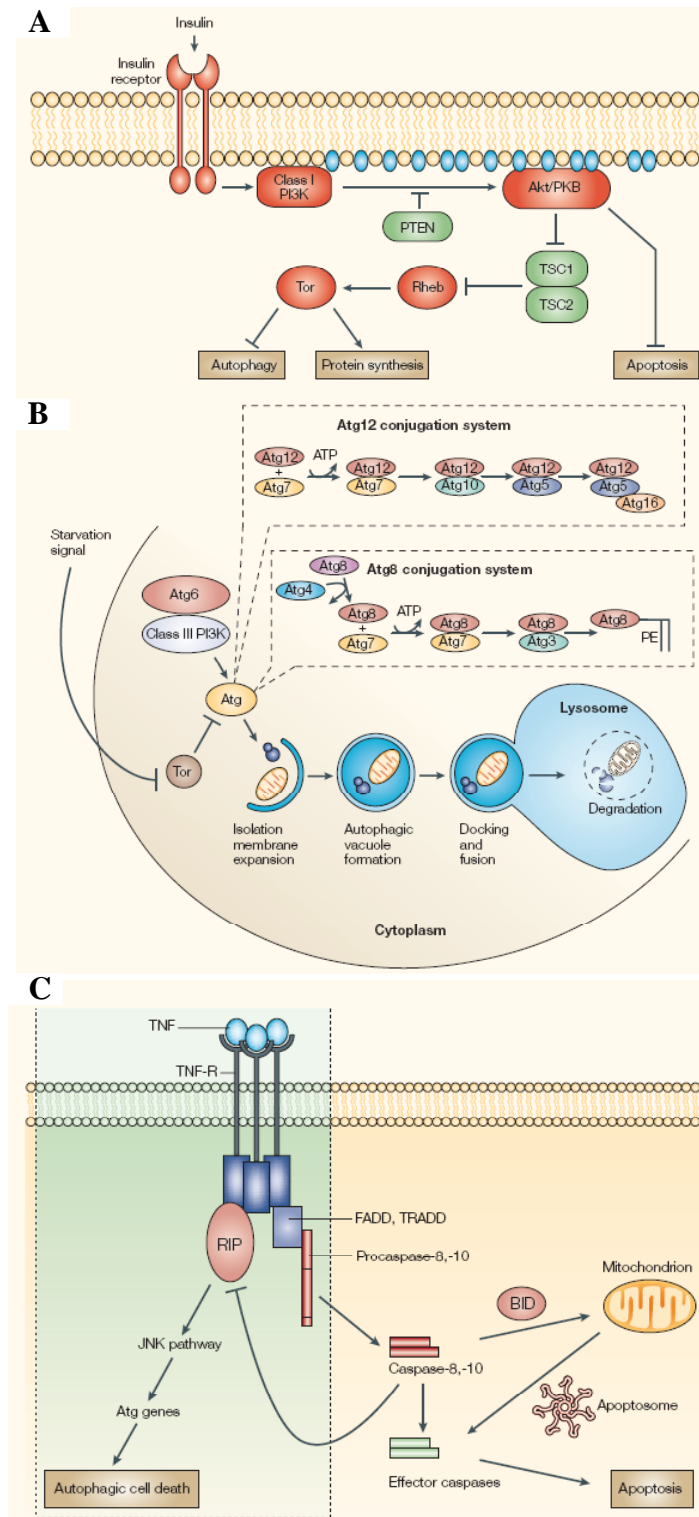 A
Insulin
Insulin
receptor
Class I
PI3K
Akt/PKB
PTEN
TSC1
TSC2
Rheb
Tor
Autophagy
Protein synthesis
Apoptosis
B
Atg12 conjugation system
Atg12
+
Atg7
ATP
Atg12
Atg7
Atg12
Atg10
Atg12
Atg5
Atg12
Atg5
Atg16
Starvation
signal
Atg8 conjugation system
Atg8
Atg4
Atg8
+
Atg7
ATP
Atg8
Atg7
Atg8
Atg3
Atg8
PE
Atg6
Class III PI3K
Atg
Tor
Lysosome
Degradation
Isolation
membrane
expansion
Autophagic
vacuole
formation
Docking
and
fusion
Cytoplasm
C
TNF
TNF-R
FADD, TRADD
RIP
Procaspase-8,-10
Mitochondrion
BID
JNK pathway
Caspase-8,-10
Atg genes
Apoptosome
Effector caspases
Autophagic cell death
Apoptosis